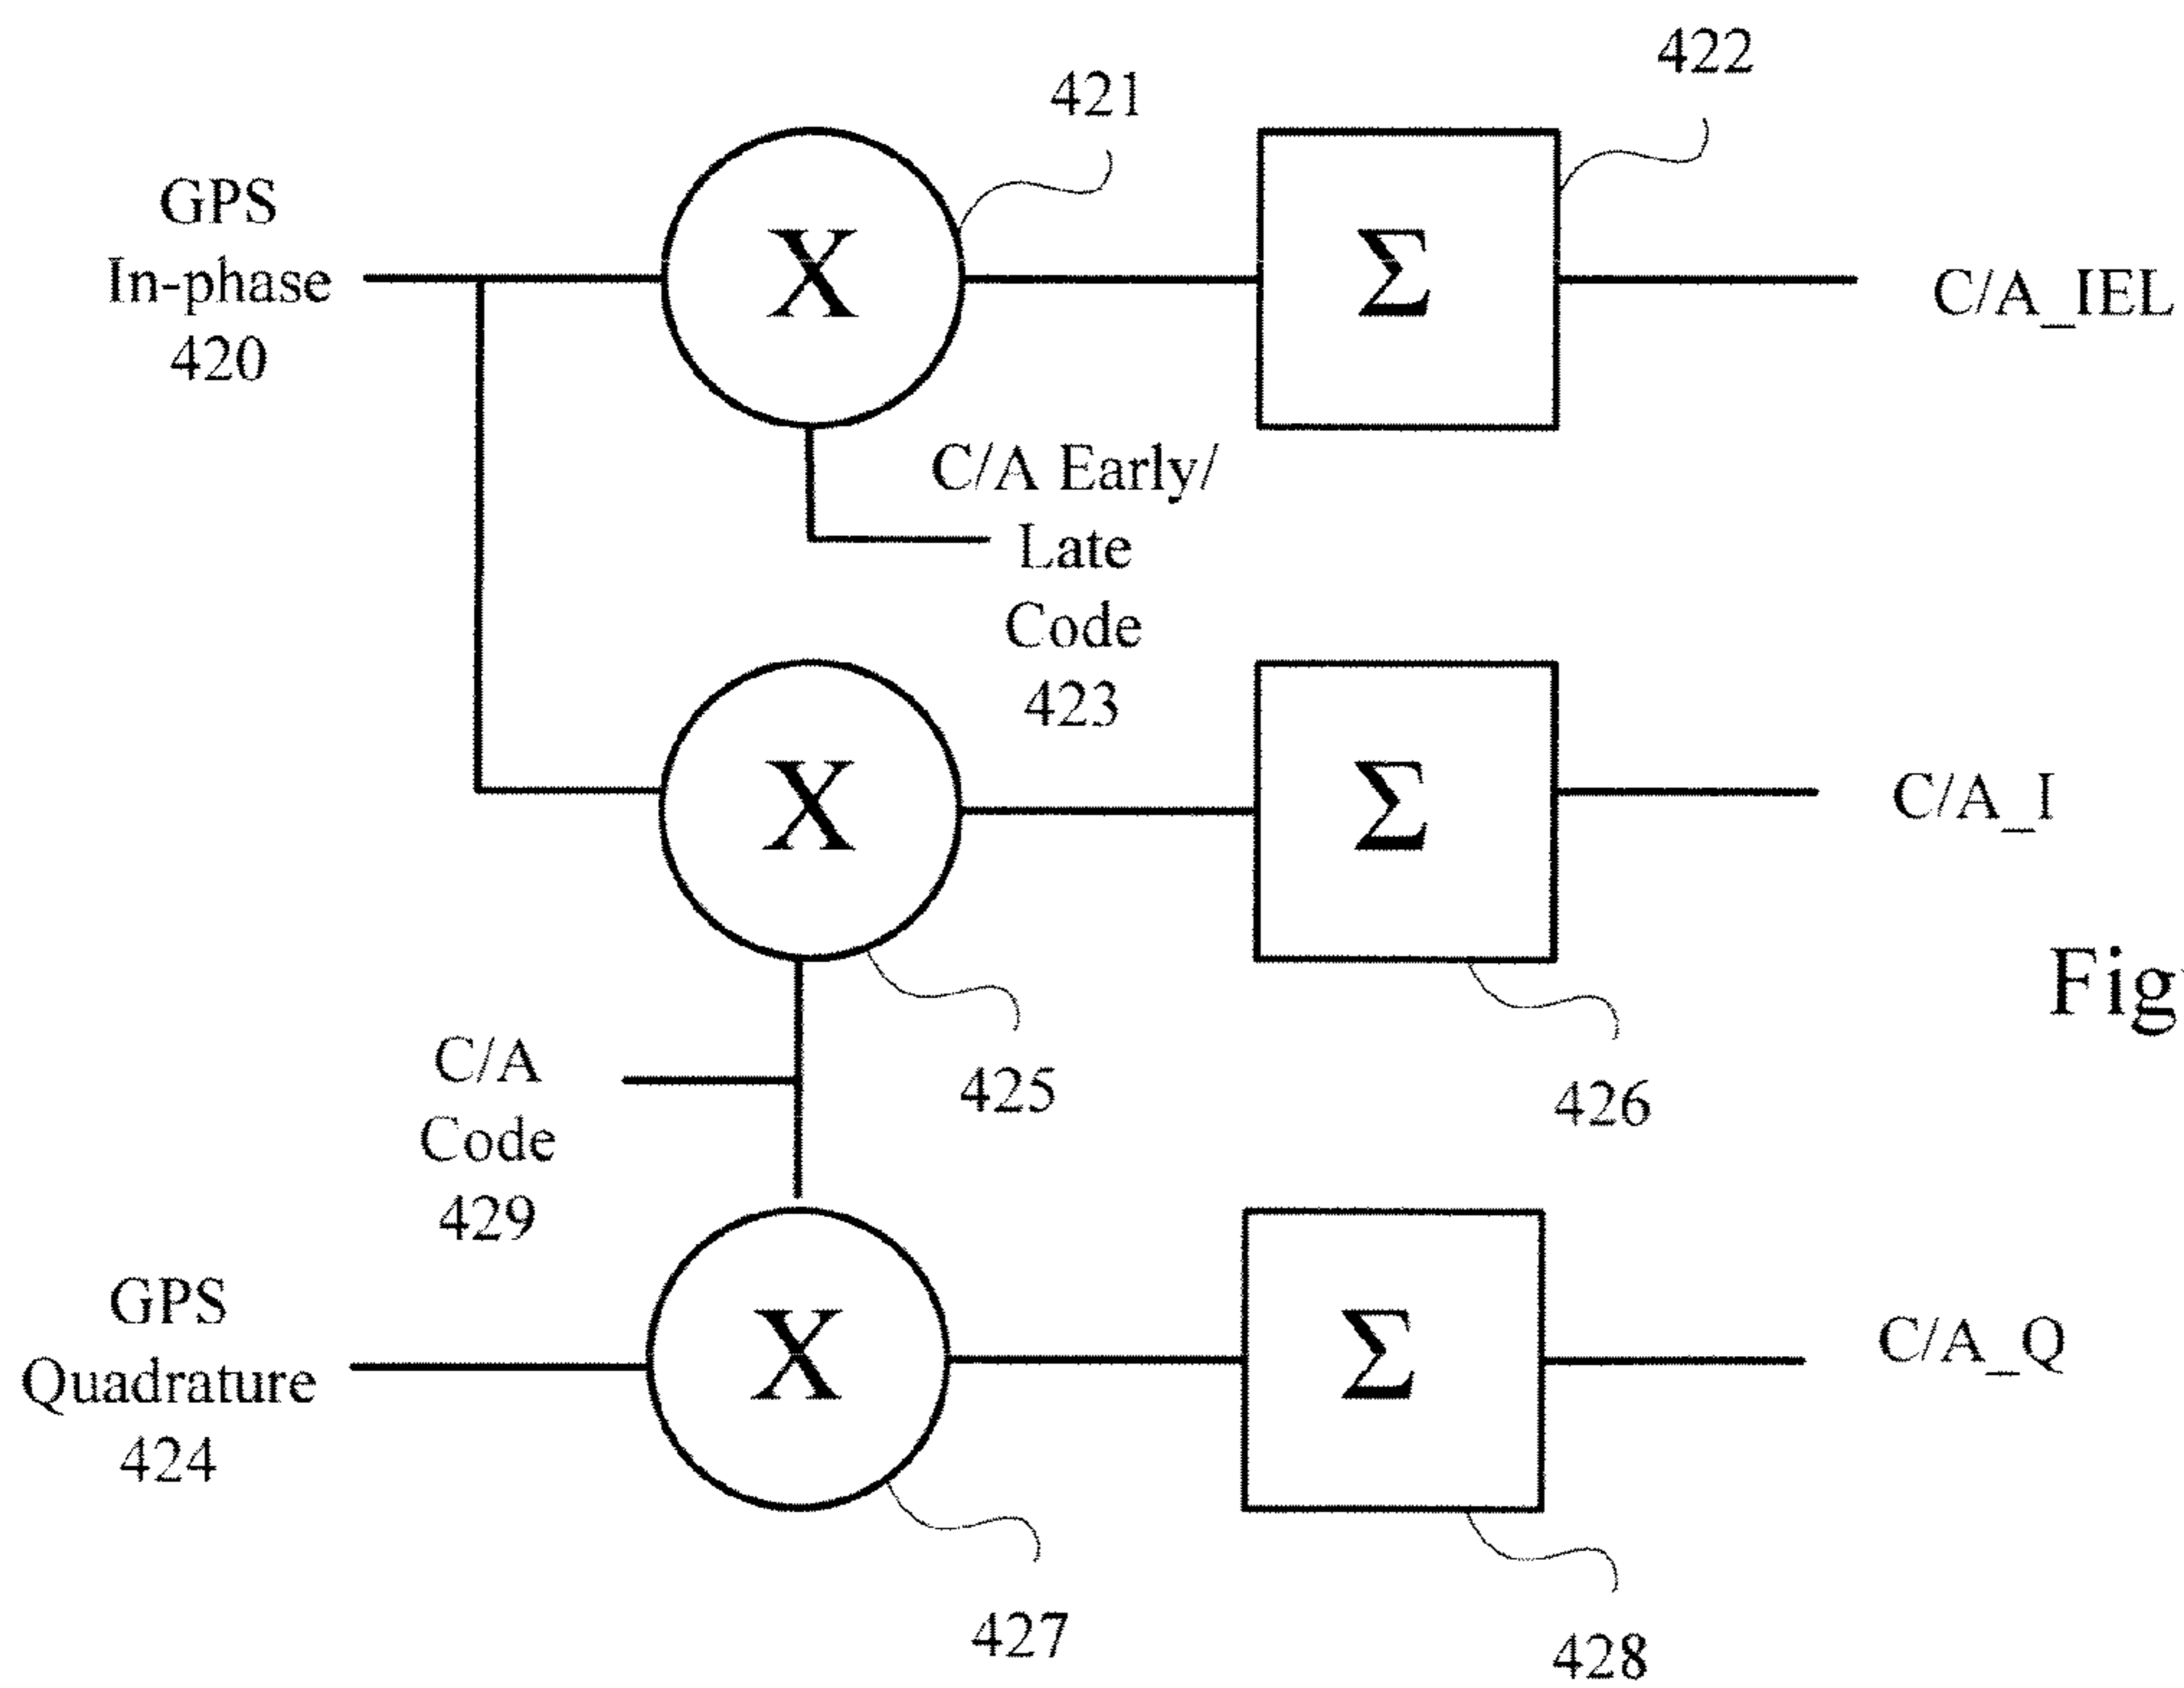 421
422
GPS
In-phase
420
X
Σ
C/A_IEL
C/A Early/
Late
Code
423
X
Σ
C/A_I
Fig
425
426
C/A
Code
429
GPS
Quadrature
424
X
Σ
C/A_Q
427
428